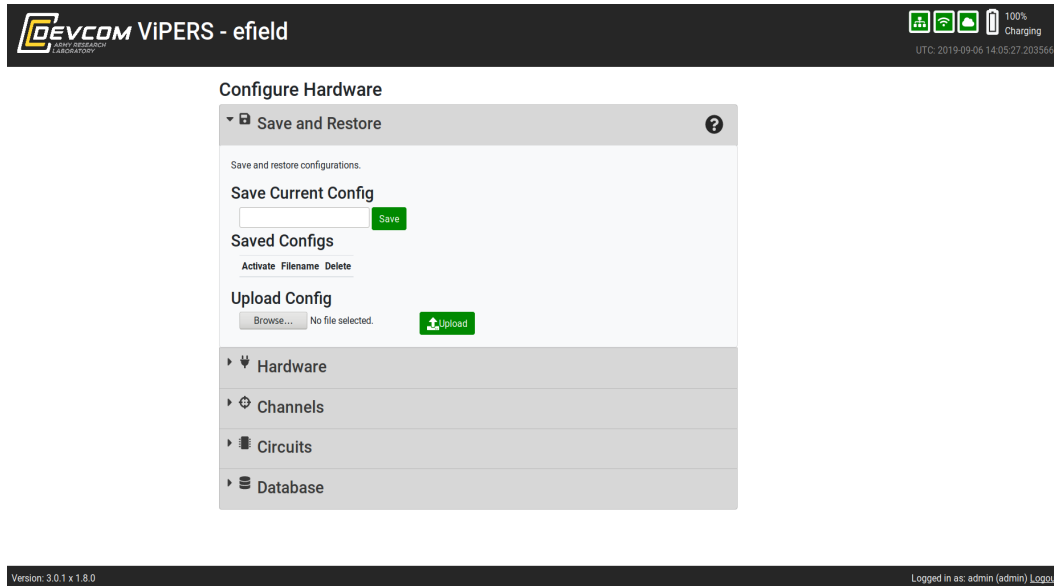 DEVCOM ViPERS - efield
ARMY RESEARCH
LABORATORY
100%
Charging
UTC: 2019-09-06 14:05:27.203566
Configure Hardware
Save and Restore
Save and restore configurations.
Save Current Config
Save
Saved Configs
Activate Filename Delete
Upload Config
Browse... No file selected. Upload
Hardware
Channels
Circuits
Database
Version: 3.0.1 x 1.8.0 Logged in as: admin (admin) Logou